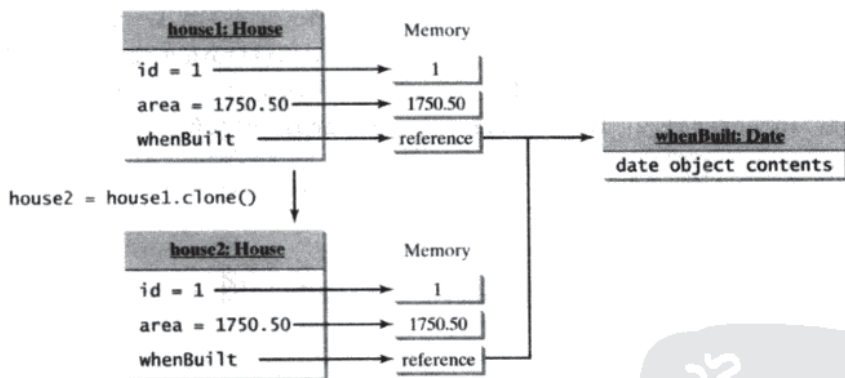 house1: House
Memory
id = 1
1
area = 1750.50
1750.50
whenBuilt
reference
whenBuilt: Date
date object contents
house2 = house1.clone()
house2: House
Memory
id = 1
1
area = 1750.50
1750.50
whenBuilt
reference